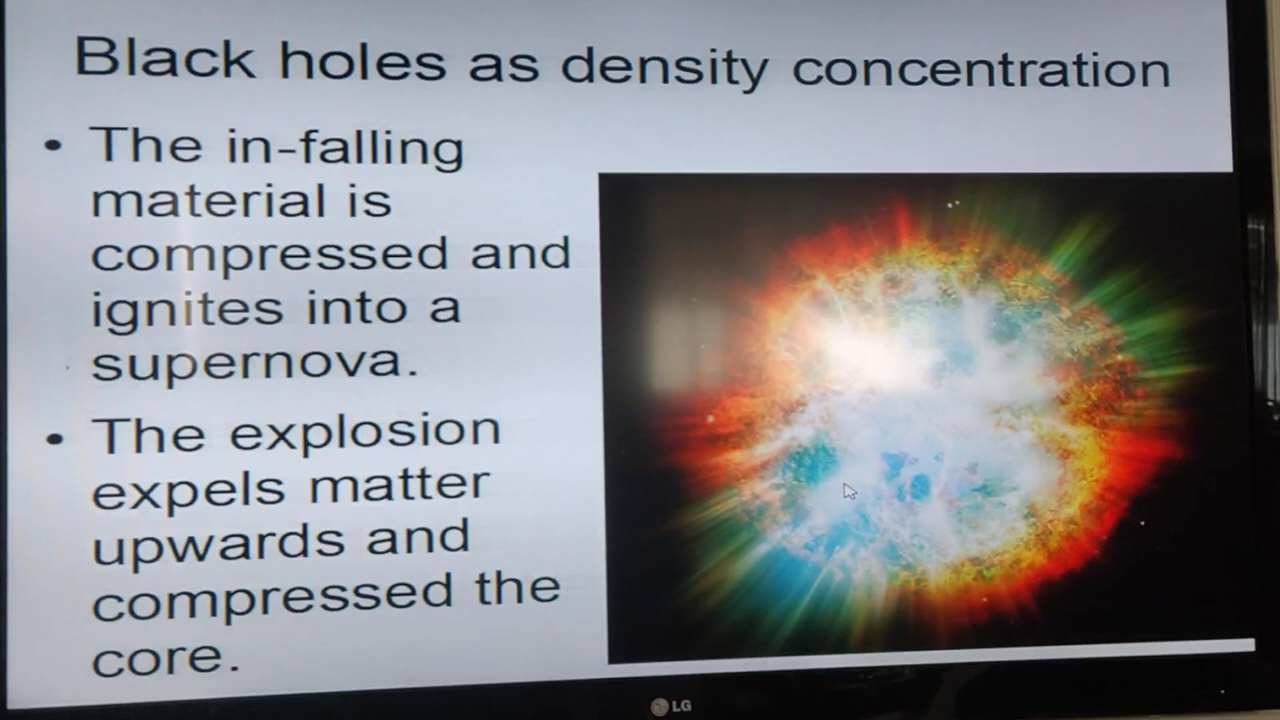 Black holes as density concentration
• The in-falling
material is
compressed and
ignites into a
supernova.
• The explosion
expels matter
upwards and
compressed the
core.
LG